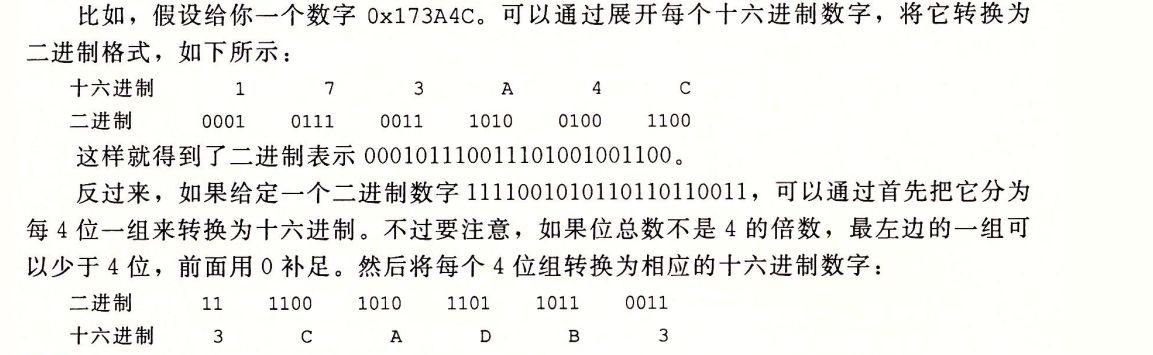 比如，假设给你一个数字 0x173A4C。可以通过展开每个十六进制数字，将它转换为
二进制格式，如下所示：
十六进制 1 7 3 A 4 C
二进制 0001 0111 0011 1010 0100 1100
这样就得到了二进制表示 000101110011101001001100。
反过来，如果给定一个二进制数字 1111001010110110110011，可以通过首先把它分为
每 4 位一组来转换为十六进制。不过要注意，如果位总数不是 4 的倍数，最左边的一组可
以少于 4 位，前面用 0 补足。然后将每个 4 位组转换为相应的十六进制数字：
二进制 11 1100 1010 1101 1011 0011
十六进制 3 C A D B 3